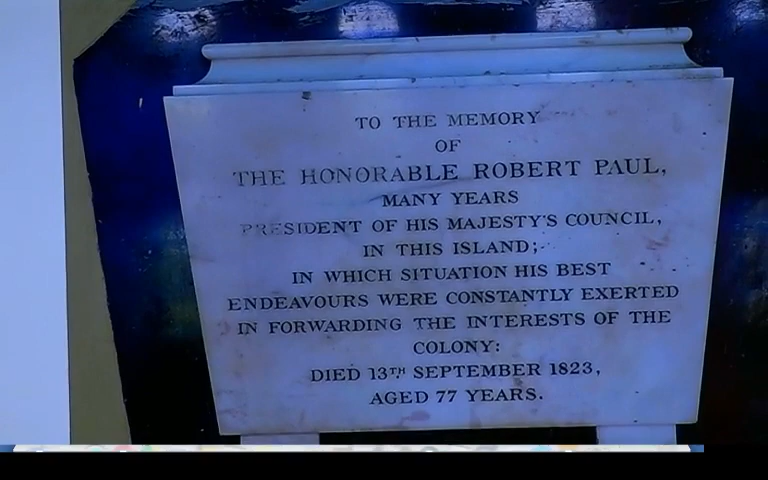 TO THE MEMORY
OF
THE HONORABLE ROBERT PAUL,
MANY YEARS
PRESIDENT OF HIS MAJESTY'S COUNCIL,
IN THIS ISLAND;
IN WHICH SITUATION HIS BEST
ENDEAVOURS WERE CONSTANTLY EXERTED
IN FORWARDING THE INTERESTS OF THE
COLONY:
DIED 13TH SEPTEMBER 1823,
AGED 77 YEARS.